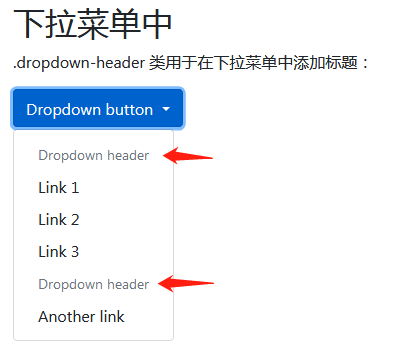 下拉菜单中
.dropdown-header 类用于在下拉菜单中添加标题：
Dropdown button
Dropdown header
Link 1
Link 2
Link 3
Dropdown header
Another link